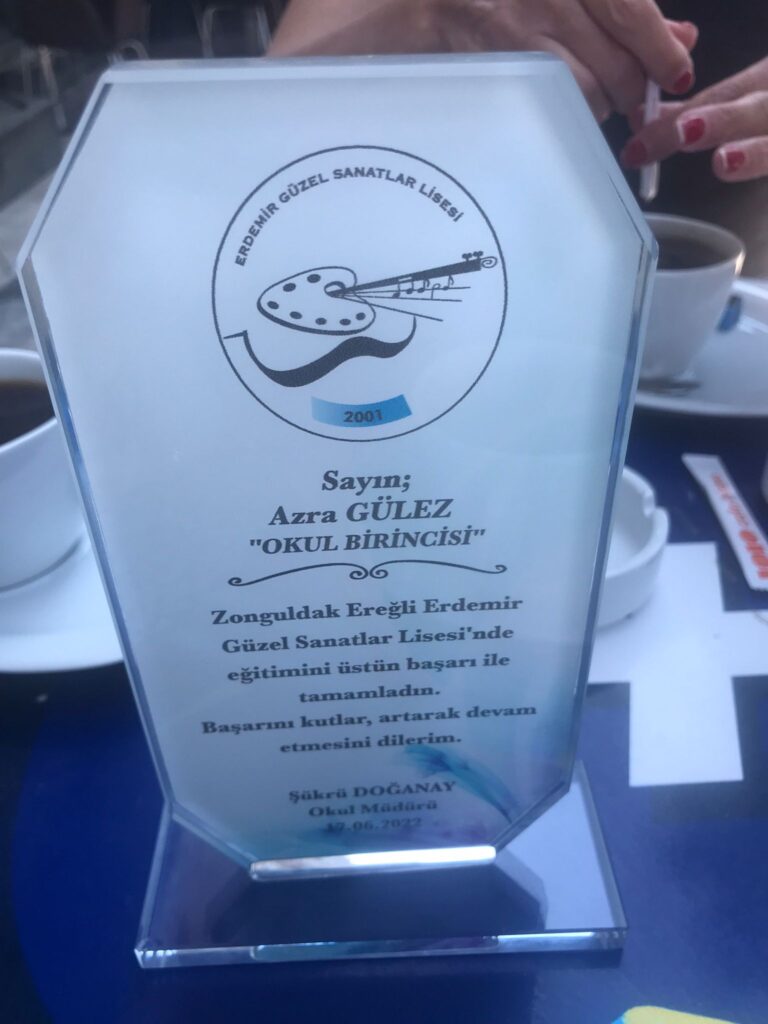 ERDEMİR GÜZEL SANATLAR LİSESİ
2001
Sayın;
Azra GÜLEZ
"OKUL BİRİNCİSİ"
Zonguldak Ereğli Erdemir
Güzel Sanatlar Lisesi'nde
eğitimini üstün başarı ile
tamamladın.
Başarını kutlar, artarak devam
etmesini dilerim.
Şükrü DOĞANAY
Okul Müdürü
17.06.2022